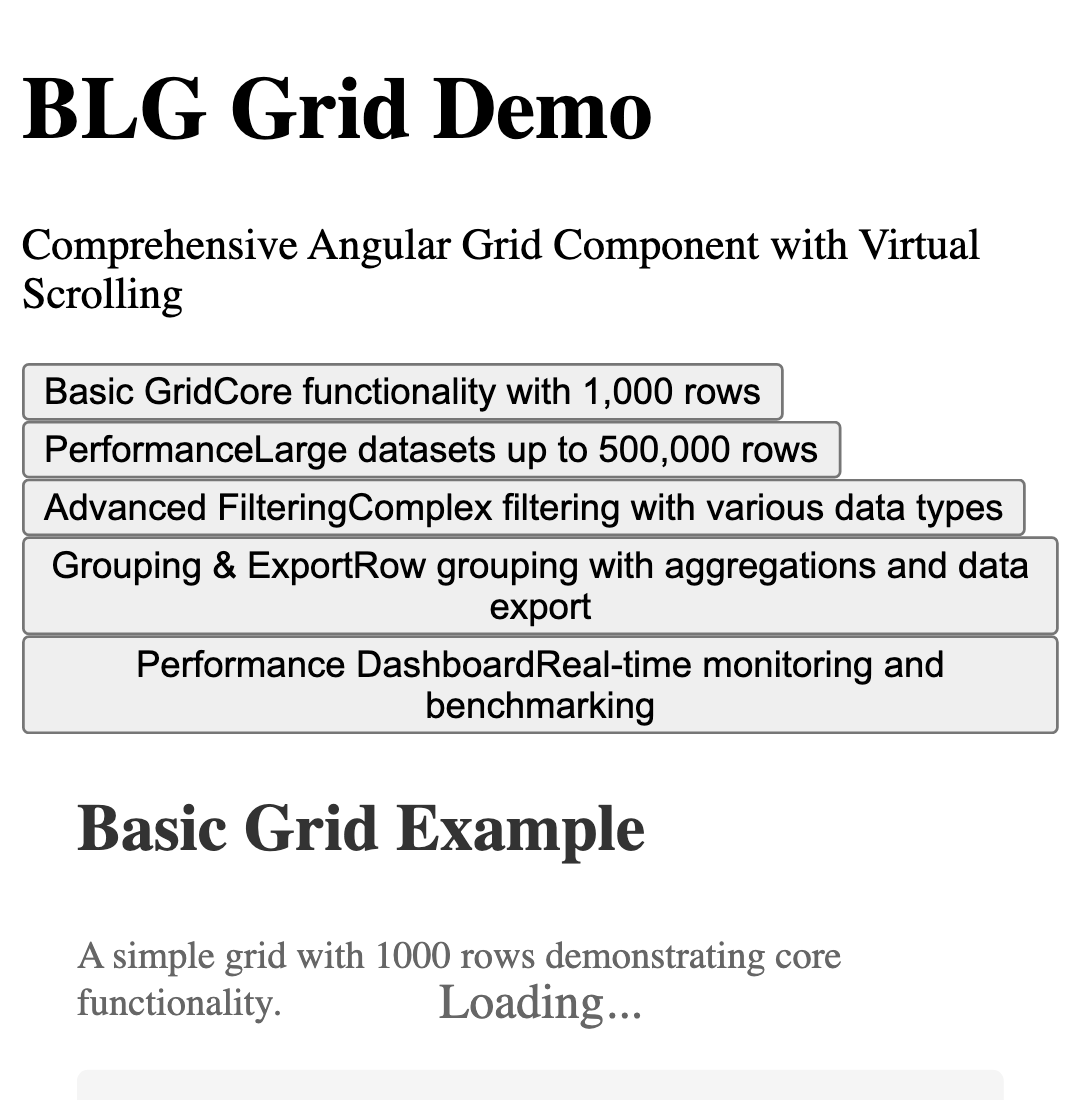 BLG Grid Demo
Comprehensive Angular Grid Component with Virtual
Scrolling
Basic GridCore functionality with 1,000 rows
PerformanceLarge datasets up to 500,000 rows
Advanced FilteringComplex filtering with various data types
Grouping & ExportRow grouping with aggregations and data
export
Performance DashboardReal-time monitoring and
benchmarking
Basic Grid Example
A simple grid with 1000 rows demonstrating core
functionality.
Loading...